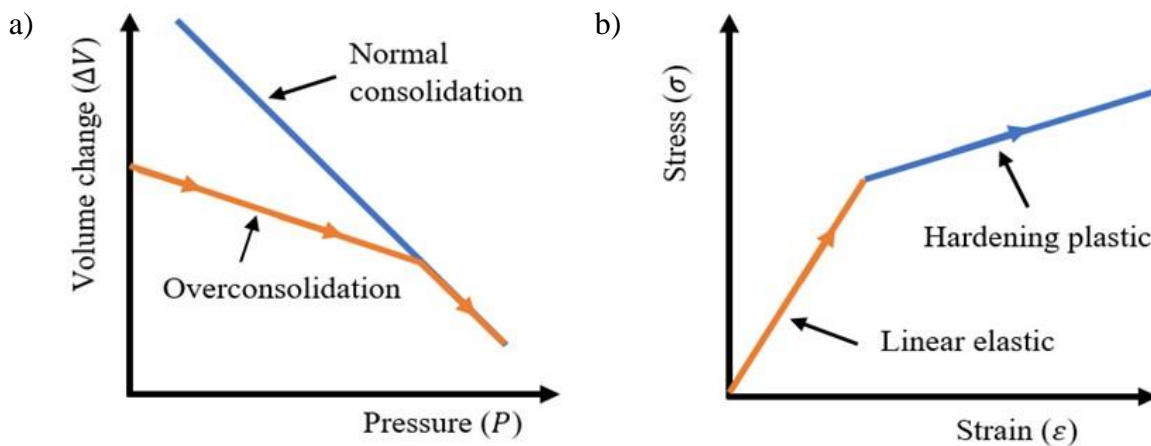 a)
Volume change (ΔV)
Normal
consolidation
Overconsolidation
Pressure (P)
b)
Stress (σ)
Hardening plastic
Linear elastic
Strain (ε)